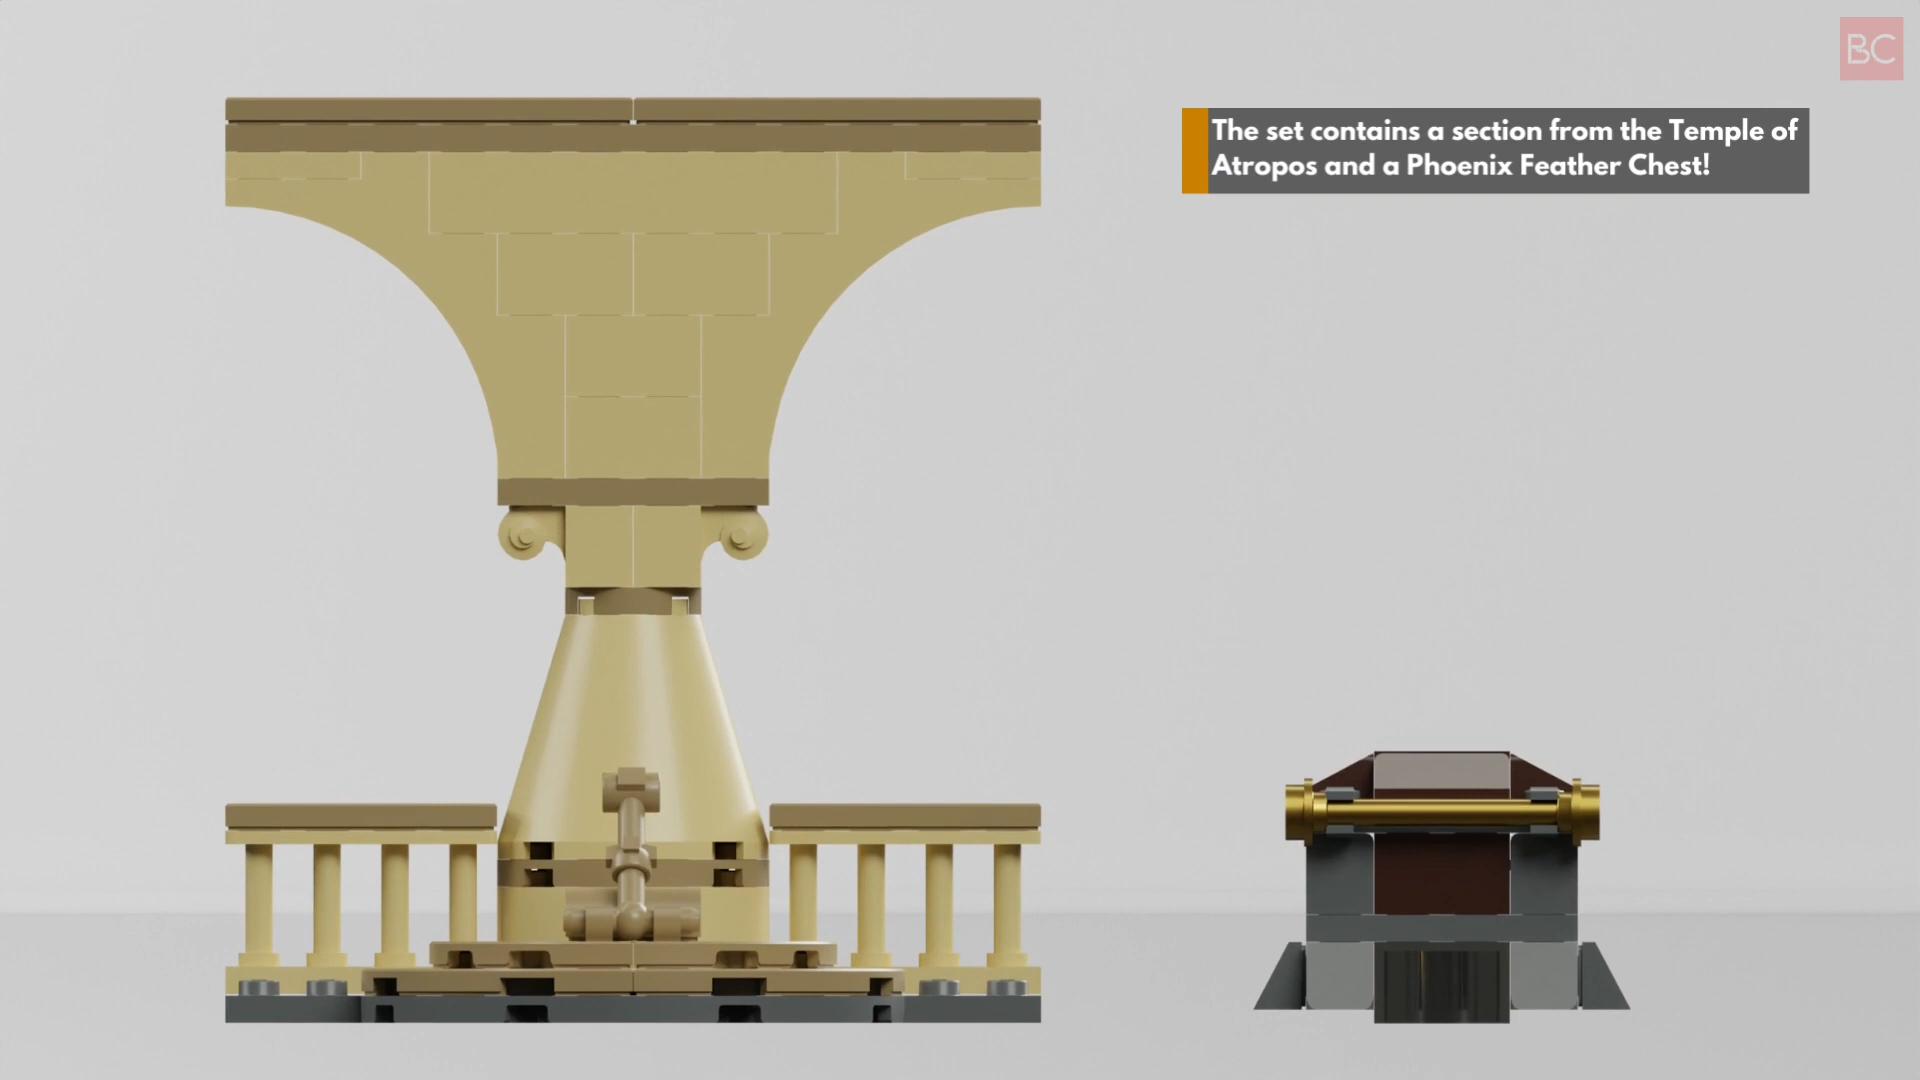 BC
The set contains a section from the Temple of
Atropos and a Phoenix Feather Chest!